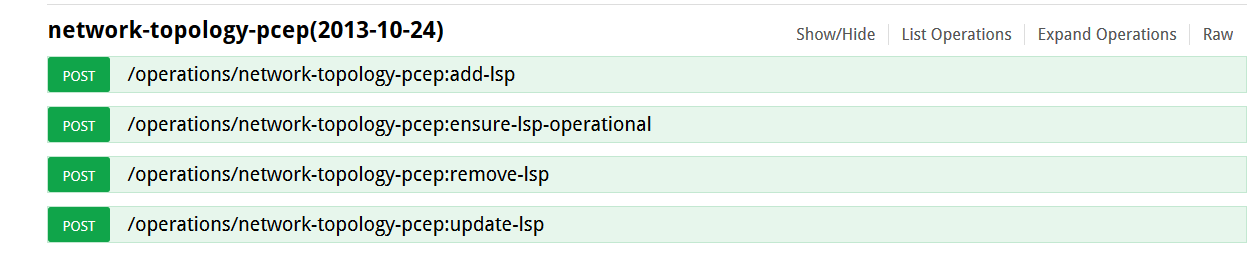 network-topology-pcep(2013-10-24)
Show/Hide List Operations Expand Operations Raw
POST /operations/network-topology-pcep:add-lsp
POST /operations/network-topology-pcep:ensure-lsp-operational
POST /operations/network-topology-pcep:remove-lsp
POST /operations/network-topology-pcep:update-lsp